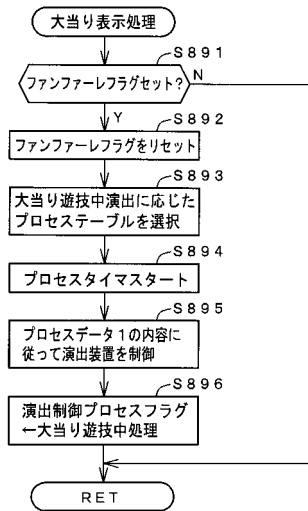 大当り表示処理
S891
ファンファーレフラグセット?
N
Y
S892
ファンファーレフラグをリセット
S893
大当り遊技中演出に応じた
プロセステーブルを選択
S894
プロセスタイマスタート
S895
プロセスデータ1の内容に
従って演出装置を制御
S896
演出制御プロセスフラグ
←大当り遊技中処理
RET